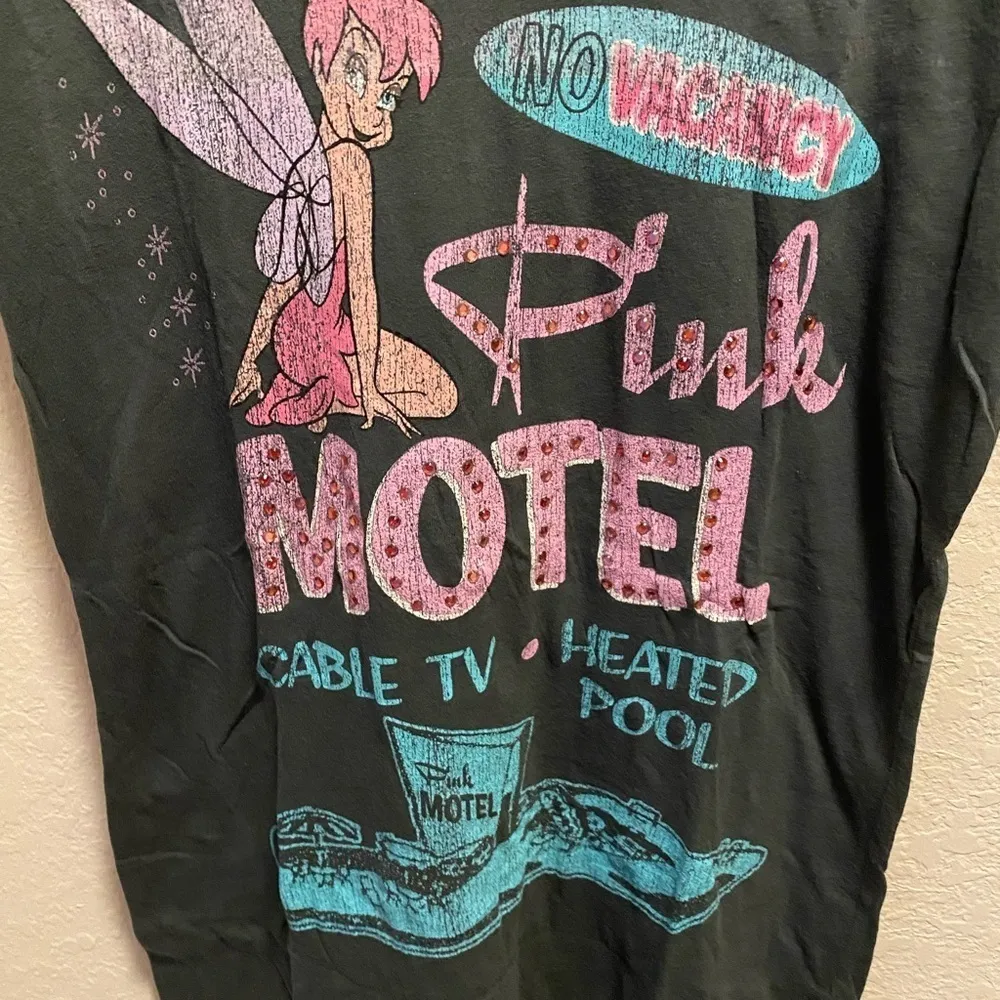 NO VACANCY
Pink
MOTEL
CABLE TV • HEATED
POOL
Pink
MOTEL